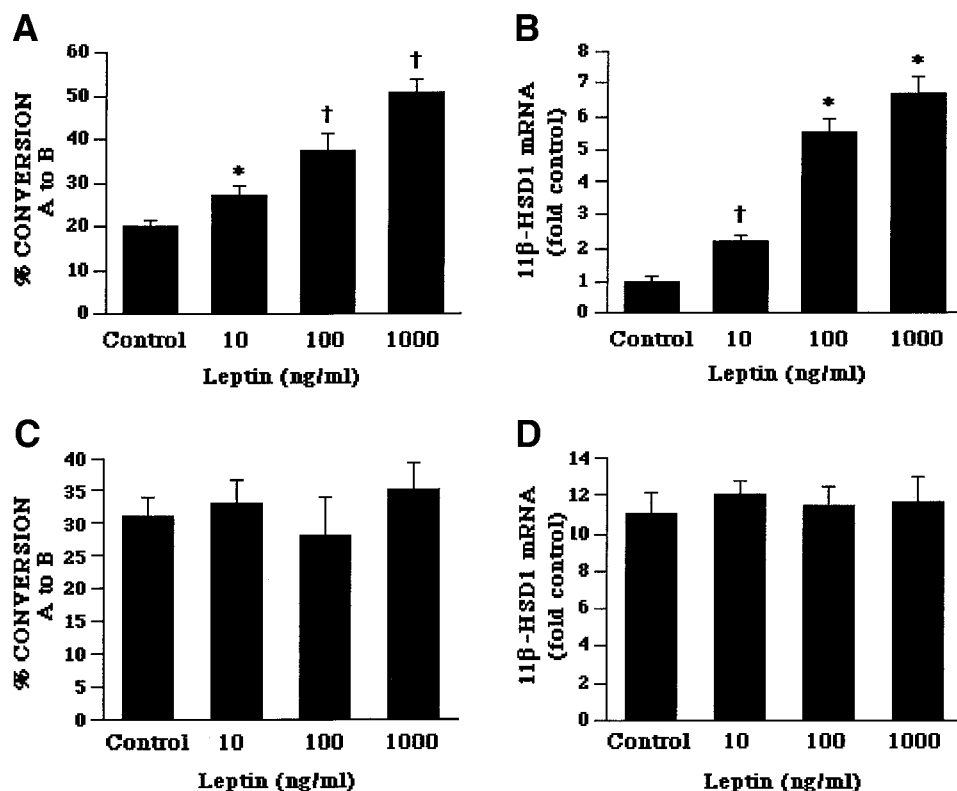 A
% CONVERSION
A to B
60
50
40
30
20
10
0
*
†
†
Control 10 100 1000
Leptin (ng/ml)
B
11β-HSD1 mRNA
(fold control)
8
7
6
5
4
3
2
1
0
†
*
*
Control 10 100 1000
Leptin (ng/ml)
C
% CONVERSION
A to B
40
35
30
25
20
15
10
5
0
Control 10 100 1000
Leptin (ng/ml)
D
11β-HSD1 mRNA
(fold control)
14
12
10
8
6
4
2
0
Control 10 100 1000
Leptin (ng/ml)